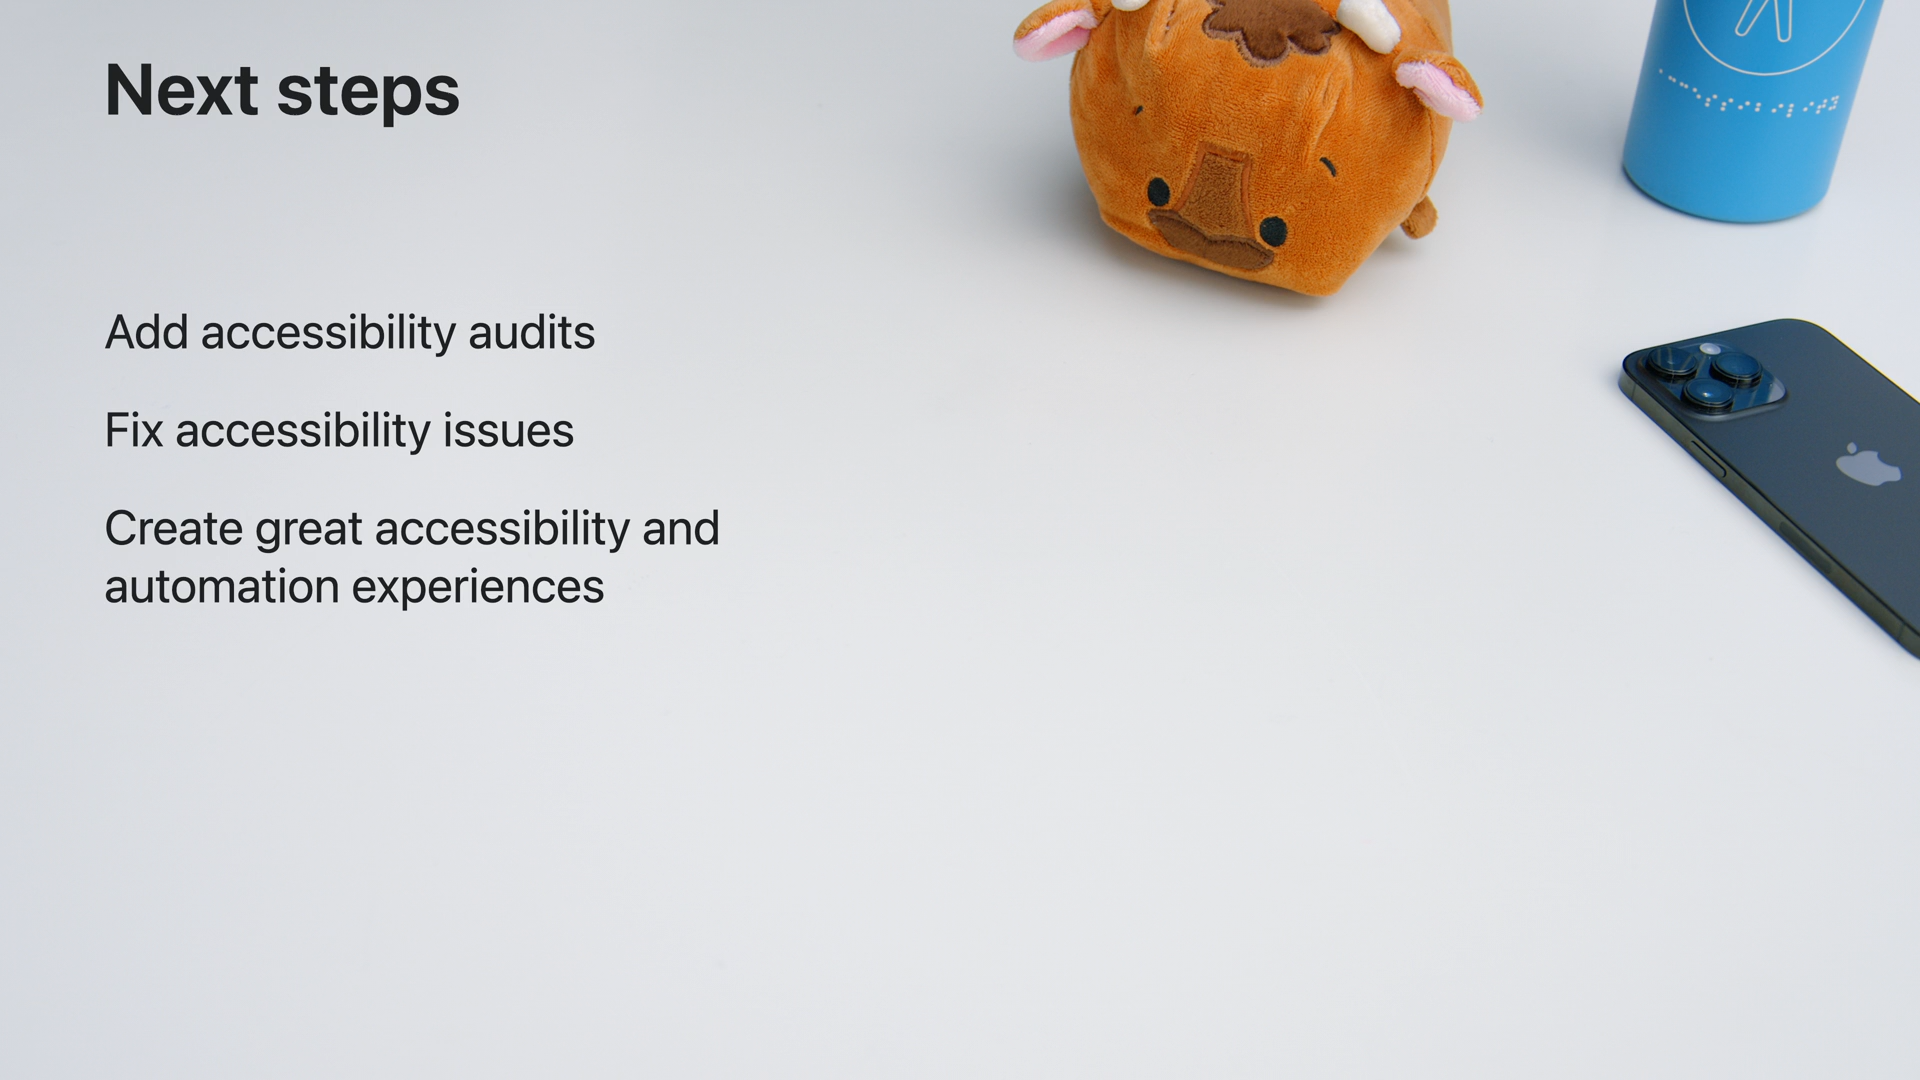 Next steps
Add accessibility audits
Fix accessibility issues
Create great accessibility and
automation experiences